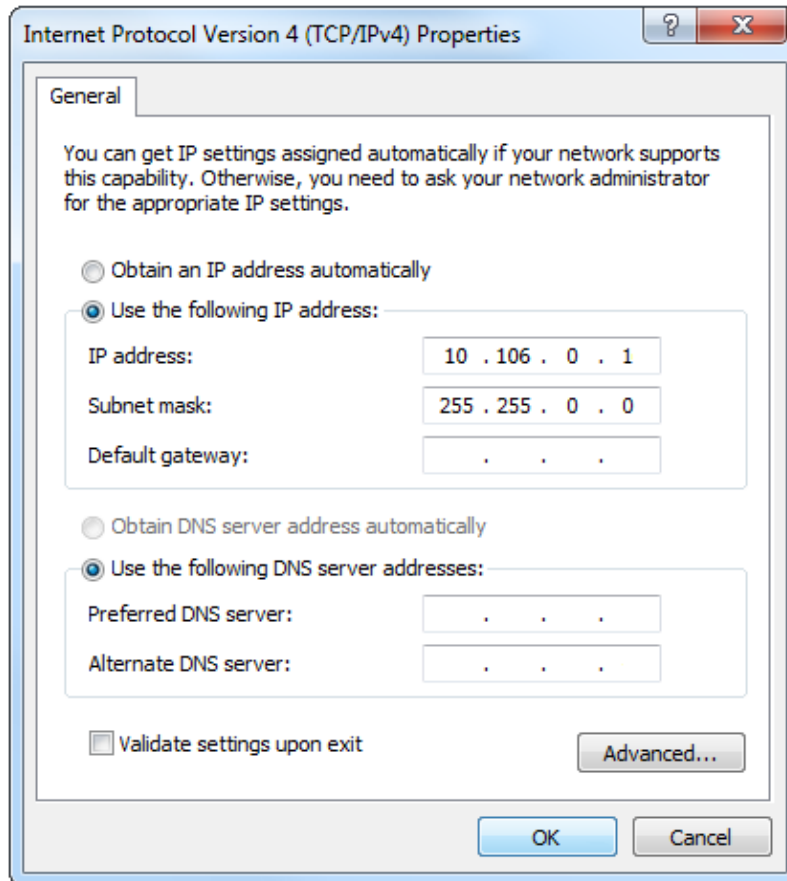 Internet Protocol Version 4 (TCP/IPv4) Properties
?
X
General
You can get IP settings assigned automatically if your network supports
this capability. Otherwise, you need to ask your network administrator
for the appropriate IP settings.
Obtain an IP address automatically
Use the following IP address:
IP address: 10 . 106 . 0 . 1
Subnet mask: 255 . 255 . 0 . 0
Default gateway: . . .
Obtain DNS server address automatically
Use the following DNS server addresses:
Preferred DNS server: . . .
Alternate DNS server: . . .
Validate settings upon exit
Advanced...
OK Cancel